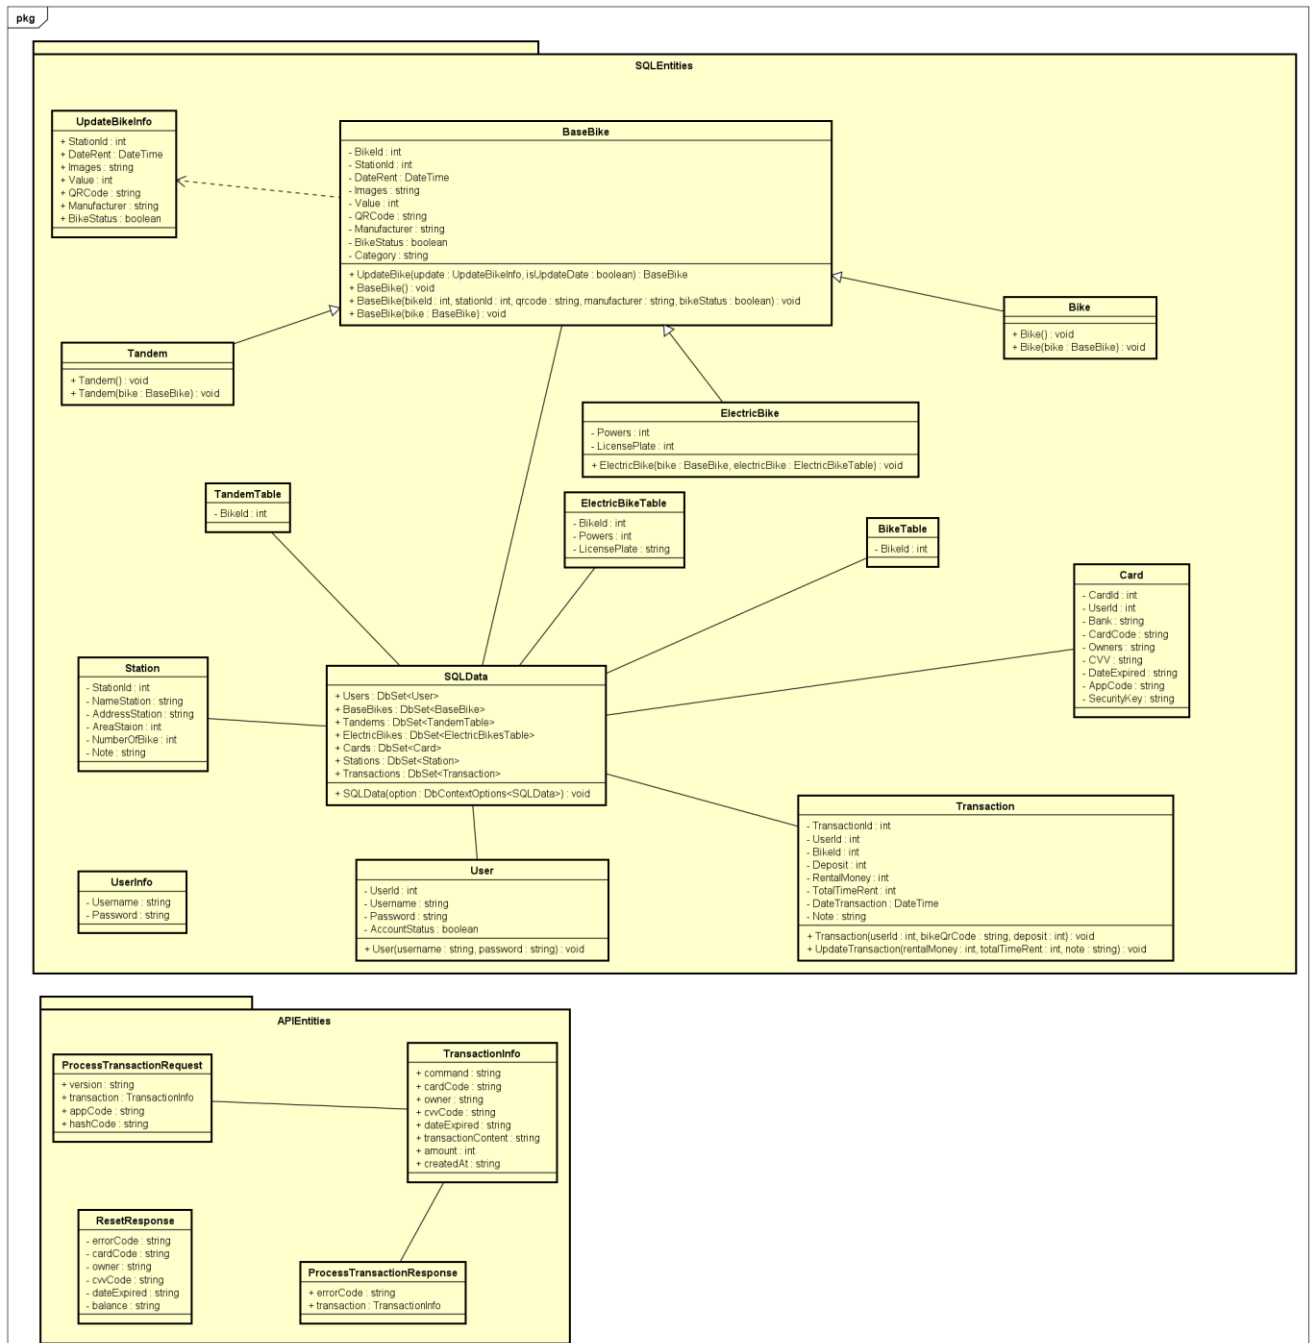 pkg
SQLEntities
UpdateBikeInfo
+ StationId : int
+ DateRent : DateTime
+ Images : string
+ Value : int
+ QRCode : string
+ Manufacturer : string
+ BikeStatus : boolean
BaseBike
- BikeId : int
- StationId : int
- DateRent : DateTime
- Images : string
- Value : int
- QRCode : string
- Manufacturer : string
- BikeStatus : boolean
- Category : string
+ UpdateBike(update : UpdateBikeInfo, isUpdateDate : boolean) : BaseBike
+ BaseBike() : void
+ BaseBike(bikeId : int, stationId : int, qrcode : string, manufacturer : string, bikeStatus : boolean) : void
+ BaseBike(bike : BaseBike) : void
Bike
+ Bike() : void
+ Bike(bike : BaseBike) : void
Tandem
+ Tandem() : void
+ Tandem(bike : BaseBike) : void
ElectricBike
- Powers : int
- LicensePlate : int
+ ElectricBike(bike : BaseBike, electricBike : ElectricBikeTable) : void
TandemTable
- BikeId : int
ElectricBikeTable
- BikeId : int
- Powers : int
- LicensePlate : string
BikeTable
- BikeId : int
Card
- CardId : int
- UserId : int
- Bank : string
- CardCode : string
- Owners : string
- CVV : string
- DateExpired : string
- AppCode : string
- SecurityKey : string
Station
- StationId : int
- NameStation : string
- AddressStation : string
- AreaStaion : int
- NumberOfBike : int
- Note : string
SQLData
+ Users : DbSet<User>
+ BaseBikes : DbSet<BaseBike>
+ Tandems : DbSet<TandemTable>
+ ElectricBikes : DbSet<ElectricBikesTable>
+ Cards : DbSet<Card>
+ Stations : DbSet<Station>
+ Transactions : DbSet<Transaction>
+ SQLData(option : DbContextOptions<SQLData>) : void
Transaction
- TransactionId : int
- UserId : int
- BikeId : int
- Deposit : int
- RentalMoney : int
- TotalTimeRent : int
- DateTransaction : DateTime
- Note : string
+ Transaction(userId : int, bikeQrCode : string, deposit : int) : void
+ UpdateTransaction(rentalMoney : int, totalTimeRent : int, note : string) : void
UserInfo
- Username : string
- Password : string
User
- UserId : int
- Username : string
- Password : string
- AccountStatus : boolean
+ User(username : string, password : string) : void
APIEntities
ProcessTransactionRequest
+ version : string
+ transaction : TransactionInfo
+ appCode : string
+ hashCode : string
TransactionInfo
+ command : string
+ cardCode : string
+ owner : string
+ cvvCode : string
+ dateExpired : string
+ transactionContent : string
+ amount : int
+ createdAt : string
ResetResponse
- errorCode : string
- cardCode : string
- owner : string
- cvvCode : string
- dateExpired : string
- balance : string
ProcessTransactionResponse
+ errorCode : string
+ transaction : TransactionInfo